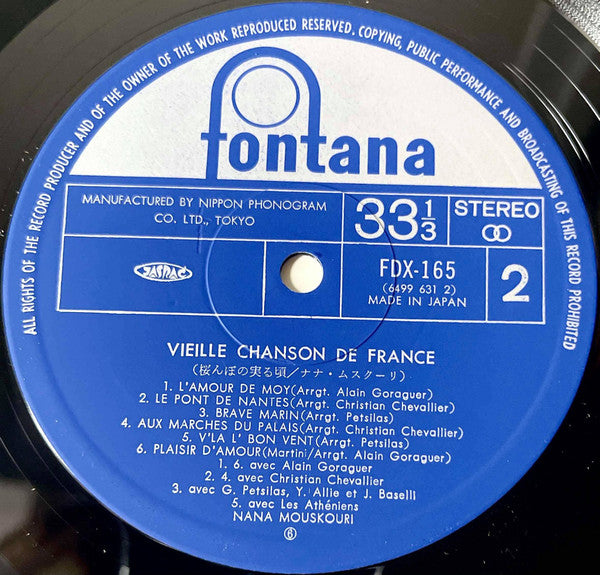 ALL RIGHTS OF THE RECORD PRODUCER AND OF THE OWNER OF THE WORK REPRODUCED RESERVED. COPYING, PUBLIC PERFORMANCE AND BROADCASTING OF THIS RECORD PROHIBITED
fontana
MANUFACTURED BY NIPPON PHONOGRAM
CO. LTD., TOKYO
33 1/3
STEREO
JASRAC
FDX-165
(6499 631 2)
MADE IN JAPAN
2
VIEILLE CHANSON DE FRANCE
(桜んぼの実る頃/ナナ・ムスクーリ)
1. L'AMOUR DE MOY(Arrgt. Alain Goraguer)
2. LE PONT DE NANTES(Arrgt. Christian Chevallier)
3. BRAVE MARIN(Arrgt. Petsilas)
4. AUX MARCHES DU PALAIS(Arrgt. Christian Chevallier)
5. V'LA L' BON VENT(Arrgt. Petsilas)
6. PLAISIR D'AMOUR(Martini/Arrgt. Alain Goraguer)
1. 6. avec Alain Goraguer
2. 4. avec Christian Chevallier
3. avec G. Petsilas, Y. Allie et J. Baselli
5. avec Les Athéniens
NANA MOUSKOURI
⑥